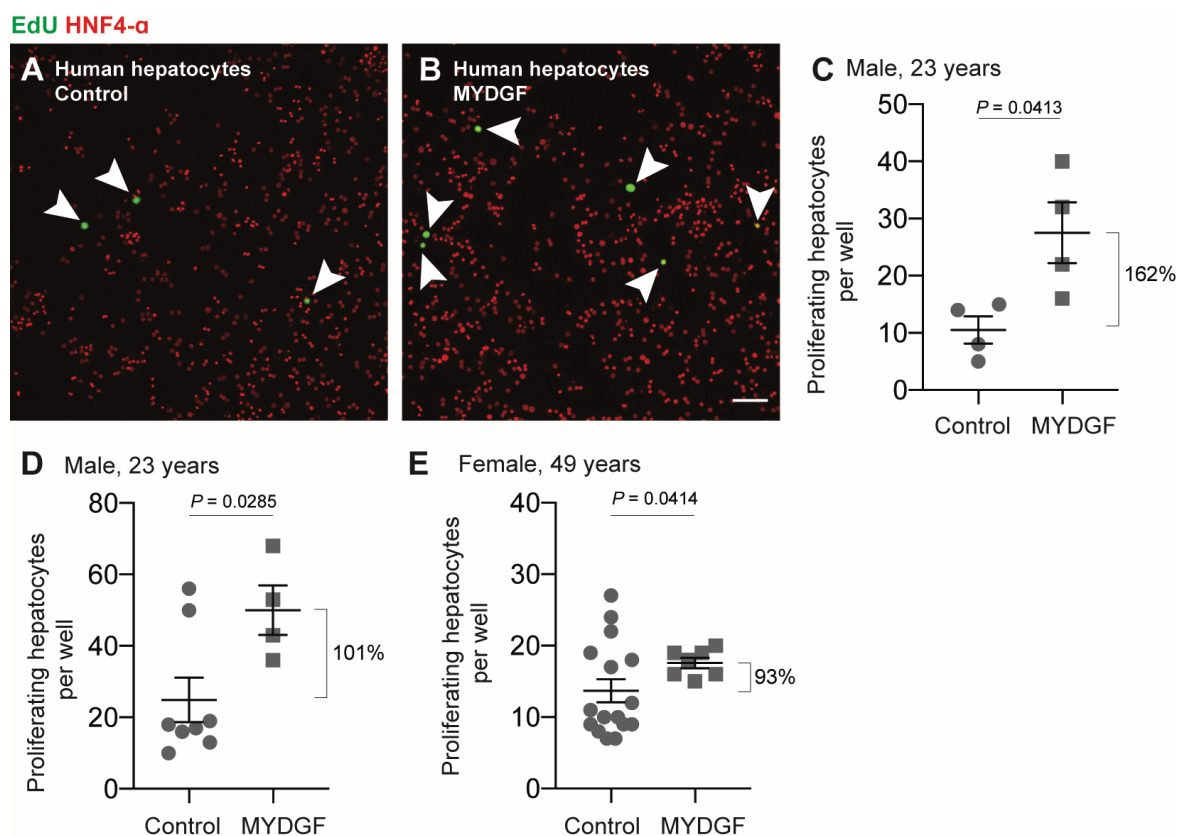 EdU HNF4-α
A Human hepatocytes
Control
B Human hepatocytes
MYDGF
C Male, 23 years
P = 0.0413
Proliferating hepatocytes
per well
50
40
30
20
10
0
162%
Control MYDGF
D Male, 23 years
P = 0.0285
Proliferating hepatocytes
per well
80
60
40
20
0
101%
Control MYDGF
E Female, 49 years
P = 0.0414
Proliferating hepatocytes
per well
40
30
20
10
0
93%
Control MYDGF